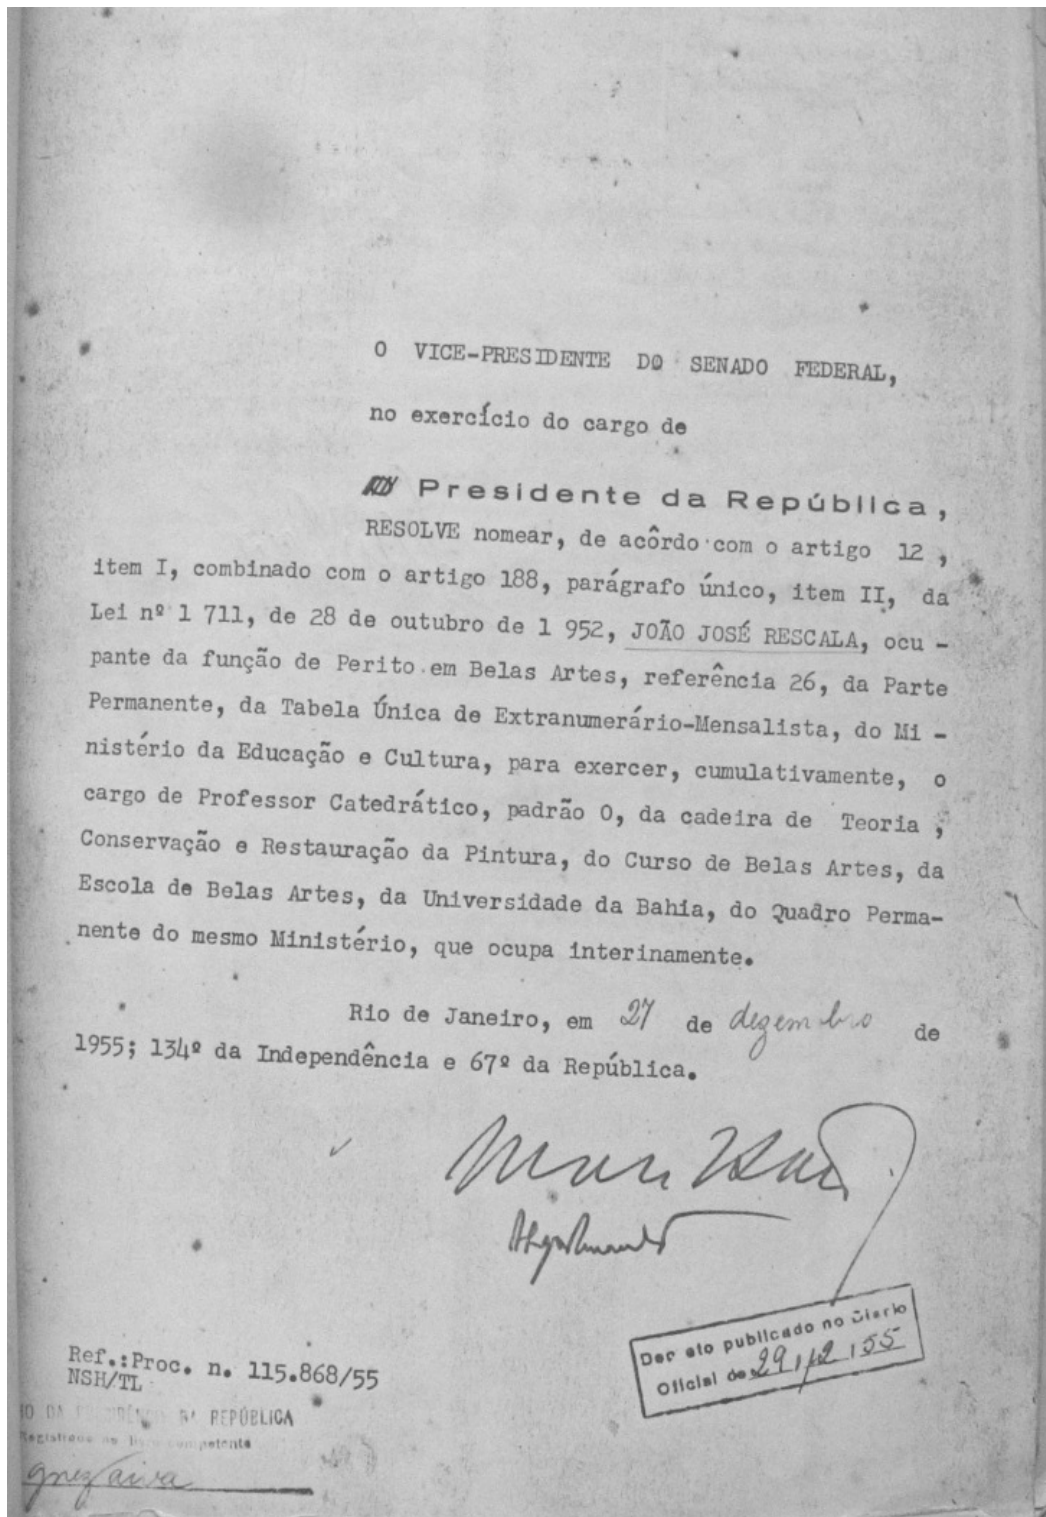 O VICE-PRESIDENTE DO SENADO FEDERAL,
no exercício do cargo de
Presidente da República,
RESOLVE nomear, de acôrdo com o artigo 12 ,
item I, combinado com o artigo 188, parágrafo único, item II, da
Lei nº 1 711, de 28 de outubro de 1 952, JOÃO JOSÉ RESCALA, ocu -
pante da função de Perito em Belas Artes, referência 26, da Parte
Permanente, da Tabela Única de Extranumerário-Mensalista, do Mi -
nistério da Educação e Cultura, para exercer, cumulativamente, o
cargo de Professor Catedrático, padrão O, da cadeira de Teoria ,
Conservação e Restauração da Pintura, do Curso de Belas Artes, da
Escola de Belas Artes, da Universidade da Bahia, do Quadro Perma-
nente do mesmo Ministério, que ocupa interinamente.
Rio de Janeiro, em 27 de dezembro de
1955; 134º da Independência e 67º da República.
Decreto publicado no Diario
Oficial de 29/12/55
Ref.:Proc. n. 115.868/55
NSH/TL
DA REPÚBLICA
competente